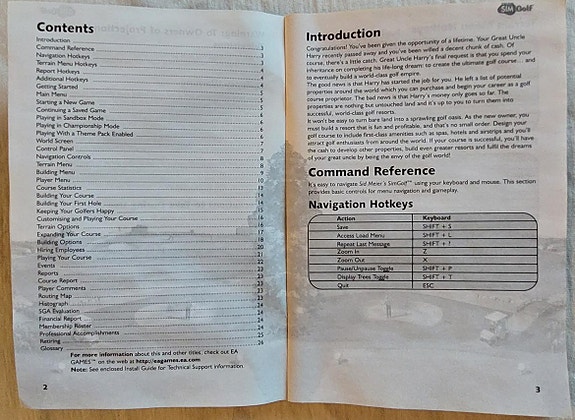 Contents
Introduction
Command Reference
Navigation Hotkeys
Terrain Menu Hotkeys
Report Hotkeys
Additional Hotkeys
Getting Started
Main Menu
Starting a New Game
Continuing a Saved Game
Playing in Sandbox Mode
Playing in Championship Mode
Playing With a Theme Pack Enabled
World Screen
Control Panel
Navigation Controls
Terrain Menu
Building Menu
Player Menu
Course Statistics
Building Your Course
Building Your First Hole
Keeping Your Golfers Happy
Customising and Playing Your Course
Terrain Options
Expanding Your Course
Building Options
Hiring Employees
Playing Your Course
Events
Reports
Course Report
Player Comments
Routing Map
Histograph
SGA Evaluation
Financial Report
Membership Roster
Professional Accomplishments
Retiring
Glossary
For more information about this and other titles, check out EA
GAMES™ on the web at http://eagames.ea.com
Note: See enclosed Install Guide for Technical Support information.
2
SIM Golf
Introduction
Congratulations! You've been given the opportunity of a lifetime. Your Great Uncle
Harry recently passed away and you've been willed a decent chunk of cash. Of
course, there's a little catch. Great Uncle Harry's final request is that you spend your
inheritance on completing his life-long dream: to create the ultimate golf course… and
to eventually build a world-class golf empire.
The good news is that Harry has started the job for you. He left a list of potential
properties around the world which you can purchase and begin your career as a golf
course proprietor. The bad news is that Harry's money only goes so far. The
properties are nothing but untouched land and it's up to you to turn them into
successful, world-class golf resorts.
It won't be easy to turn bare land into a sprawling golf oasis. As the new owner, you
must build a resort that is fun and profitable, and that's no small order. Design your
golf course to include first-class amenities such as spas, hotels and airstrips and you'll
attract golf enthusiasts from around the world. If your course is successful, you'll have
the cash to develop other properties, build even greater resorts and fulfil the dreams
of your great uncle by being the envy of the golf world!
Command Reference
It's easy to navigate Sid Meier's SimGolf™ using your keyboard and mouse. This section
provides basic controls for menu navigation and gameplay.
Navigation Hotkeys
Action Keyboard
Save SHIFT + S
Access Load Menu SHIFT + L
Repeat Last Message SHIFT + !
Zoom In Z
Zoom Out X
Pause/Unpause Toggle SHIFT + P
Display Trees Toggle SHIFT + T
Quit ESC
3